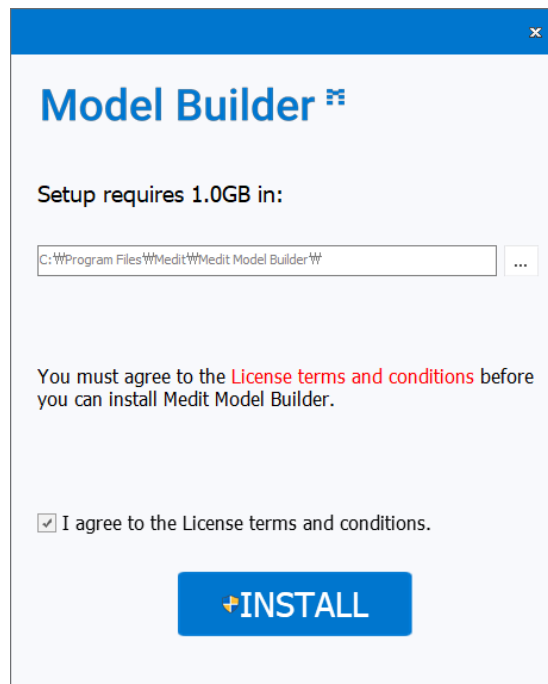 Model Builder
Setup requires 1.0GB in:
C:₩Program Files₩Medit₩Medit Model Builder₩
...
You must agree to the License terms and conditions before
you can install Medit Model Builder.
I agree to the License terms and conditions.
INSTALL